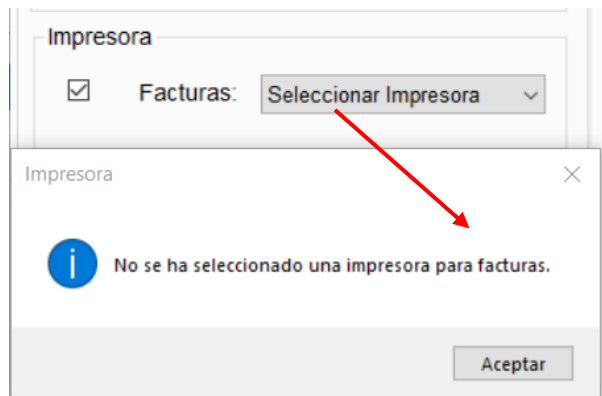 Impresora
Facturas: Seleccionar Impresora
Impresora
No se ha seleccionado una impresora para facturas.
Aceptar